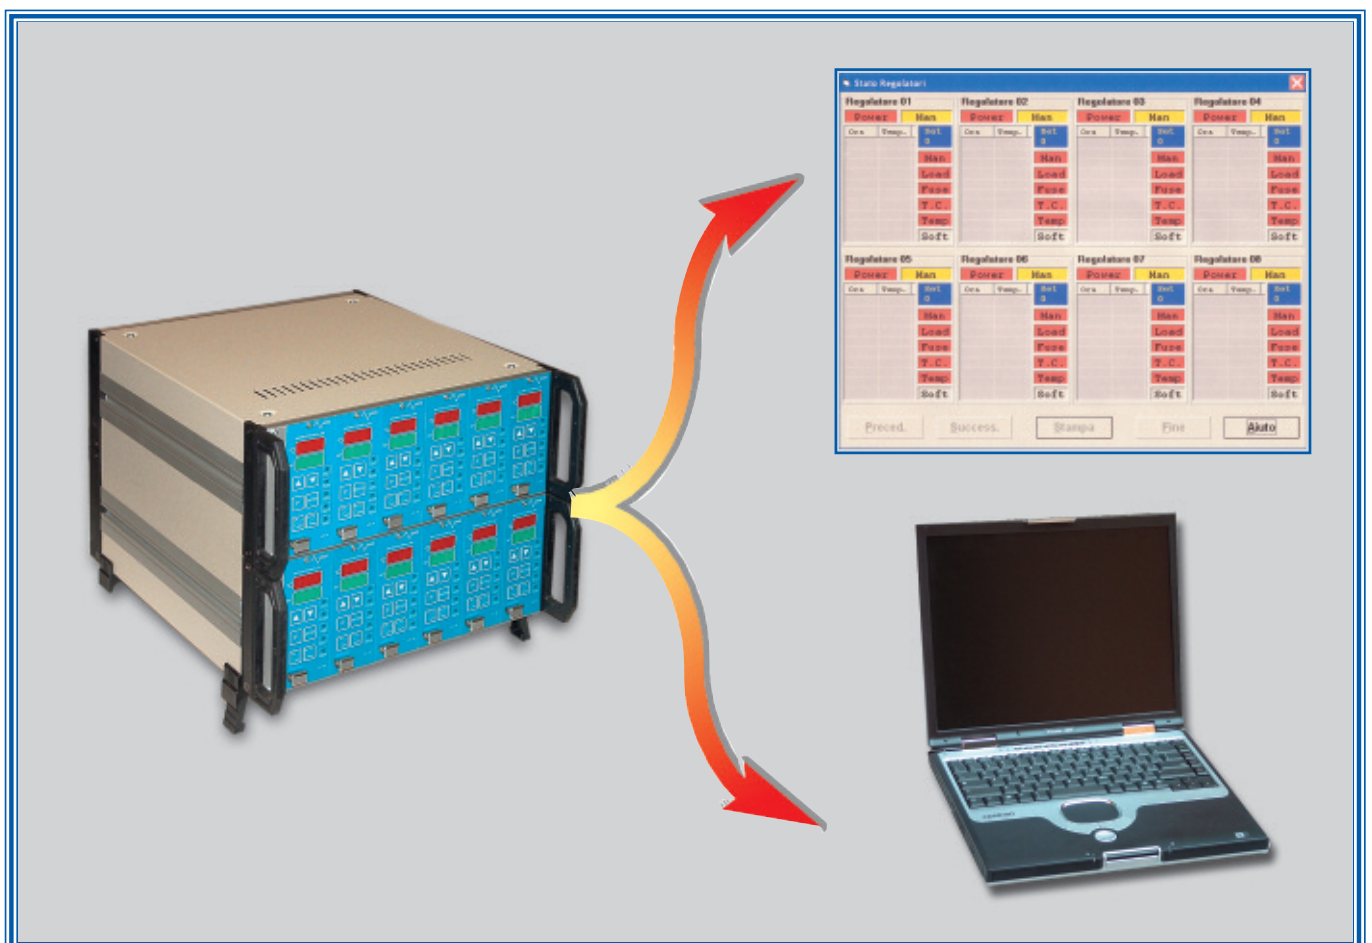 Stato Regolatori
Regolatore 01 Regolatore 02 Regolatore 03 Regolatore 04
Power Man Power Man Power Man Power Man
Ora Temp. Set Ora Temp. Set Ora Temp. Set Ora Temp. Set
0 0 0 0
Man Man Man Man
Load Load Load Load
Fuse Fuse Fuse Fuse
T.C. T.C. T.C. T.C.
Temp Temp Temp Temp
Soft Soft Soft Soft
Regolatore 05 Regolatore 06 Regolatore 07 Regolatore 08
Power Man Power Man Power Man Power Man
Ora Temp. Set Ora Temp. Set Ora Temp. Set Ora Temp. Set
0 0 0 0
Man Man Man Man
Load Load Load Load
Fuse Fuse Fuse Fuse
T.C. T.C. T.C. T.C.
Temp Temp Temp Temp
Soft Soft Soft Soft
Preced. Success. Stampa Fine Aiuto